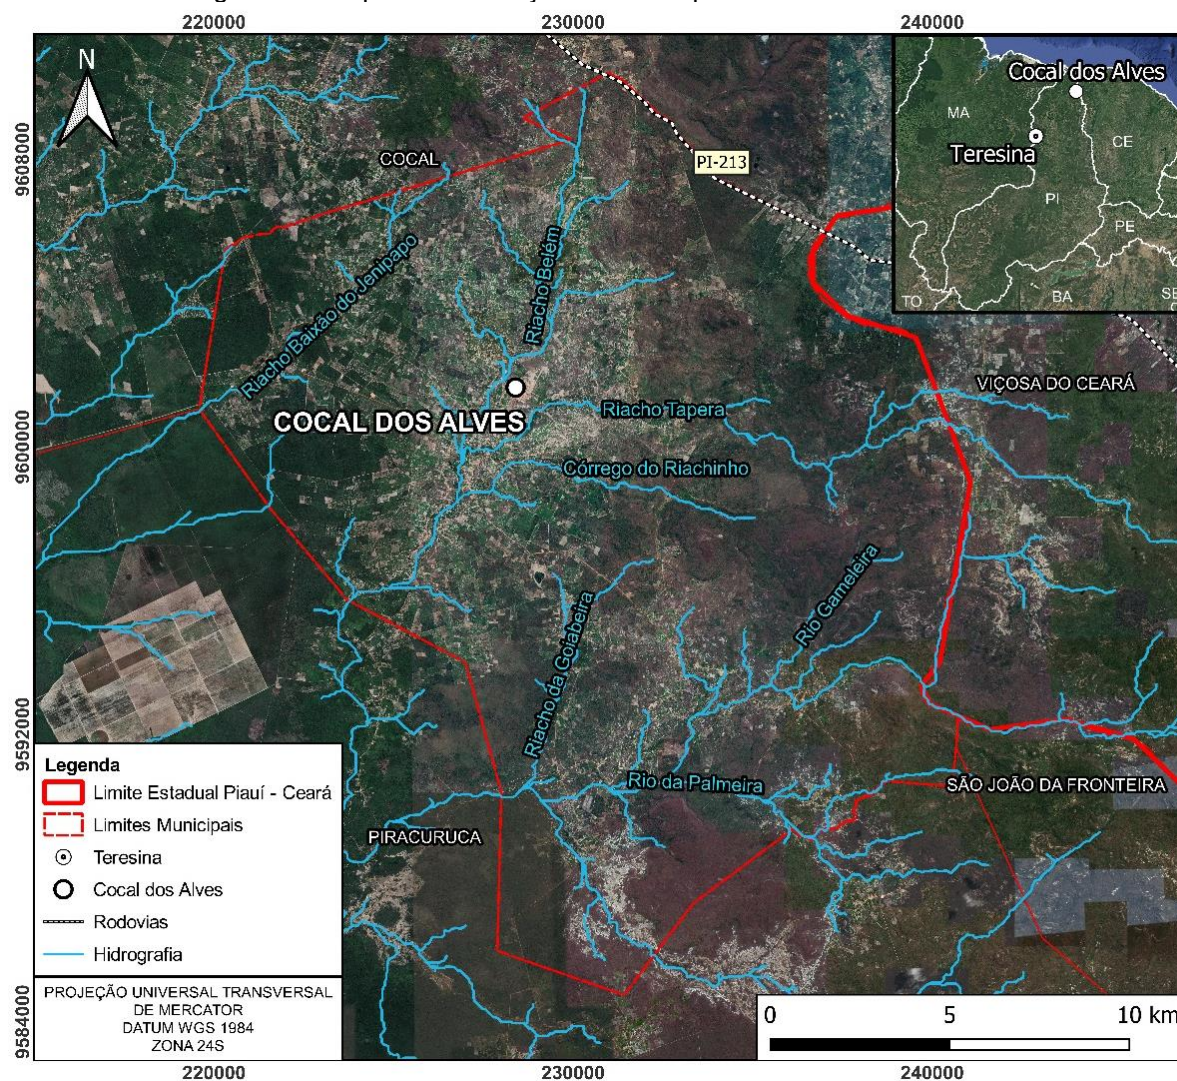 220000
230000
240000
N
Cocal dos Alves
MA
CE
Teresina
PI
PE
TO
BA
SE
9608000
COCAL
PI-213
Riacho Belém
Riacho Baixão do Jenipapo
VIÇOSA DO CEARÁ
COCAL DOS ALVES
Riacho Tapera
9600000
Córrego do Riachinho
Rio Gameleira
Riacho da Goiabeira
9592000
Rio da Palmeira
SÃO JOÃO DA FRONTEIRA
PIRACURUCA
Legenda
Limite Estadual Piauí - Ceará
Limites Municipais
Teresina
Cocal dos Alves
Rodovias
Hidrografia
PROJEÇÃO UNIVERSAL TRANSVERSAL
DE MERCATOR
DATUM WGS 1984
ZONA 24S
9584000
0 5 10 km
220000
230000
240000